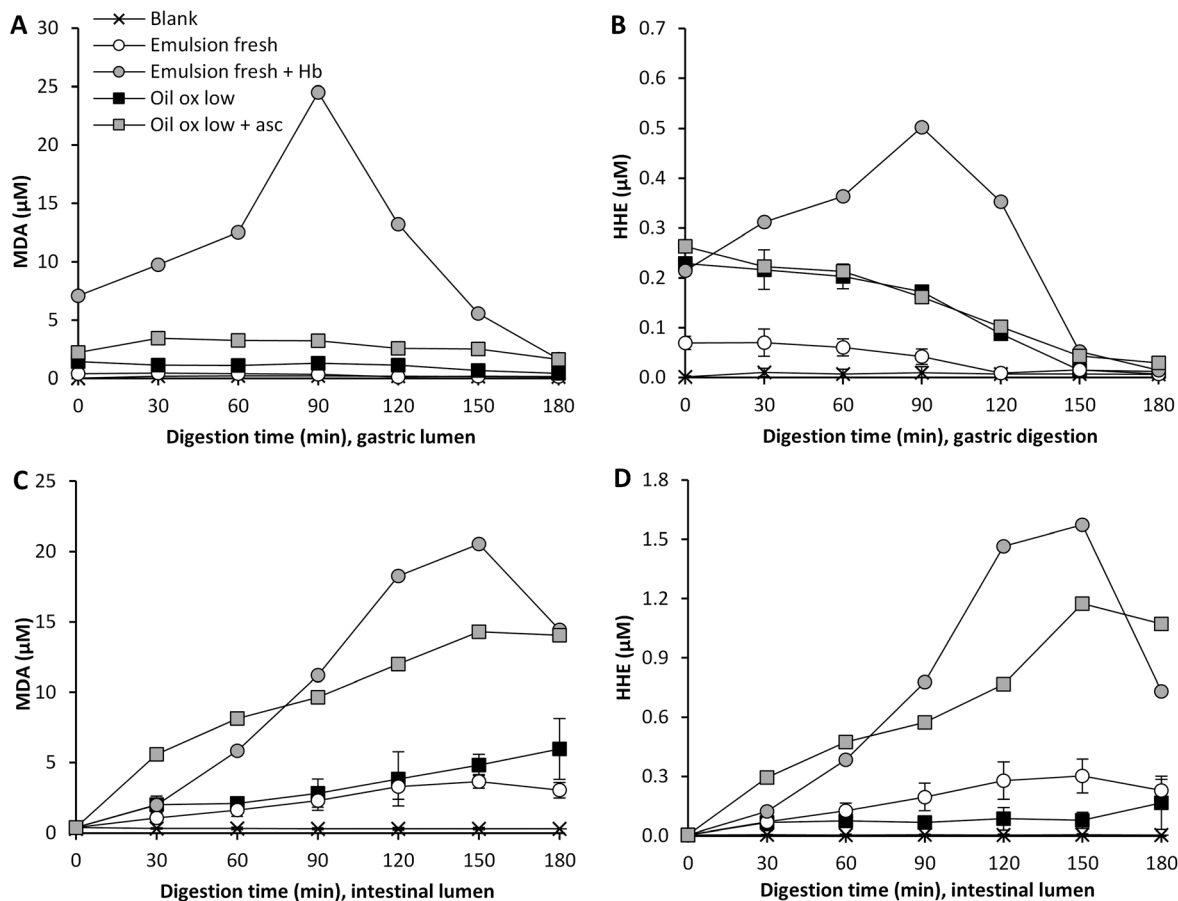 A
MDA (µM)
30
25
20
15
10
5
0
Blank
Emulsion fresh
Emulsion fresh + Hb
Oil ox low
Oil ox low + asc
0 30 60 90 120 150 180
Digestion time (min), gastric lumen
B
HHE (µM)
0.7
0.6
0.5
0.4
0.3
0.2
0.1
0.0
0 30 60 90 120 150 180
Digestion time (min), gastric digestion
C
MDA (µM)
25
20
15
10
5
0
0 30 60 90 120 150 180
Digestion time (min), intestinal lumen
D
HHE (µM)
1.8
1.5
1.2
0.9
0.6
0.3
0.0
0 30 60 90 120 150 180
Digestion time (min), intestinal lumen